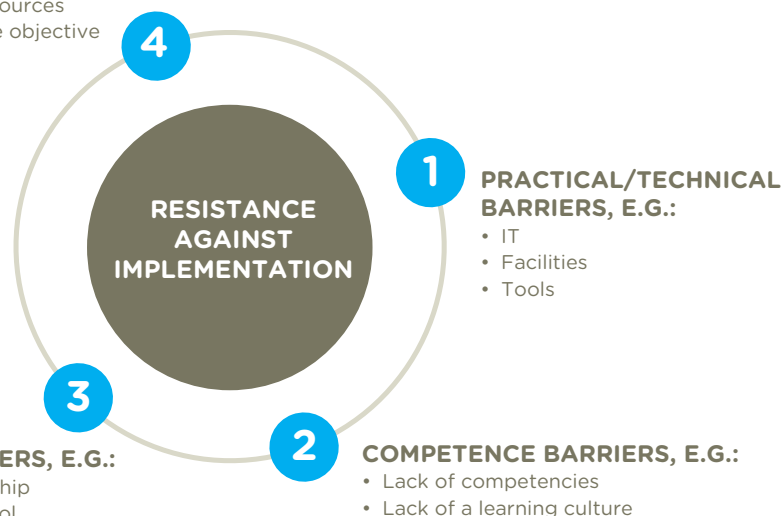 ources
e objective
4
1
PRACTICAL/TECHNICAL
BARRIERS, E.G.:
• IT
• Facilities
• Tools
RESISTANCE
AGAINST
IMPLEMENTATION
3
ERS, E.G.:
hip
ol
2
COMPETENCE BARRIERS, E.G.:
• Lack of competencies
• Lack of a learning culture